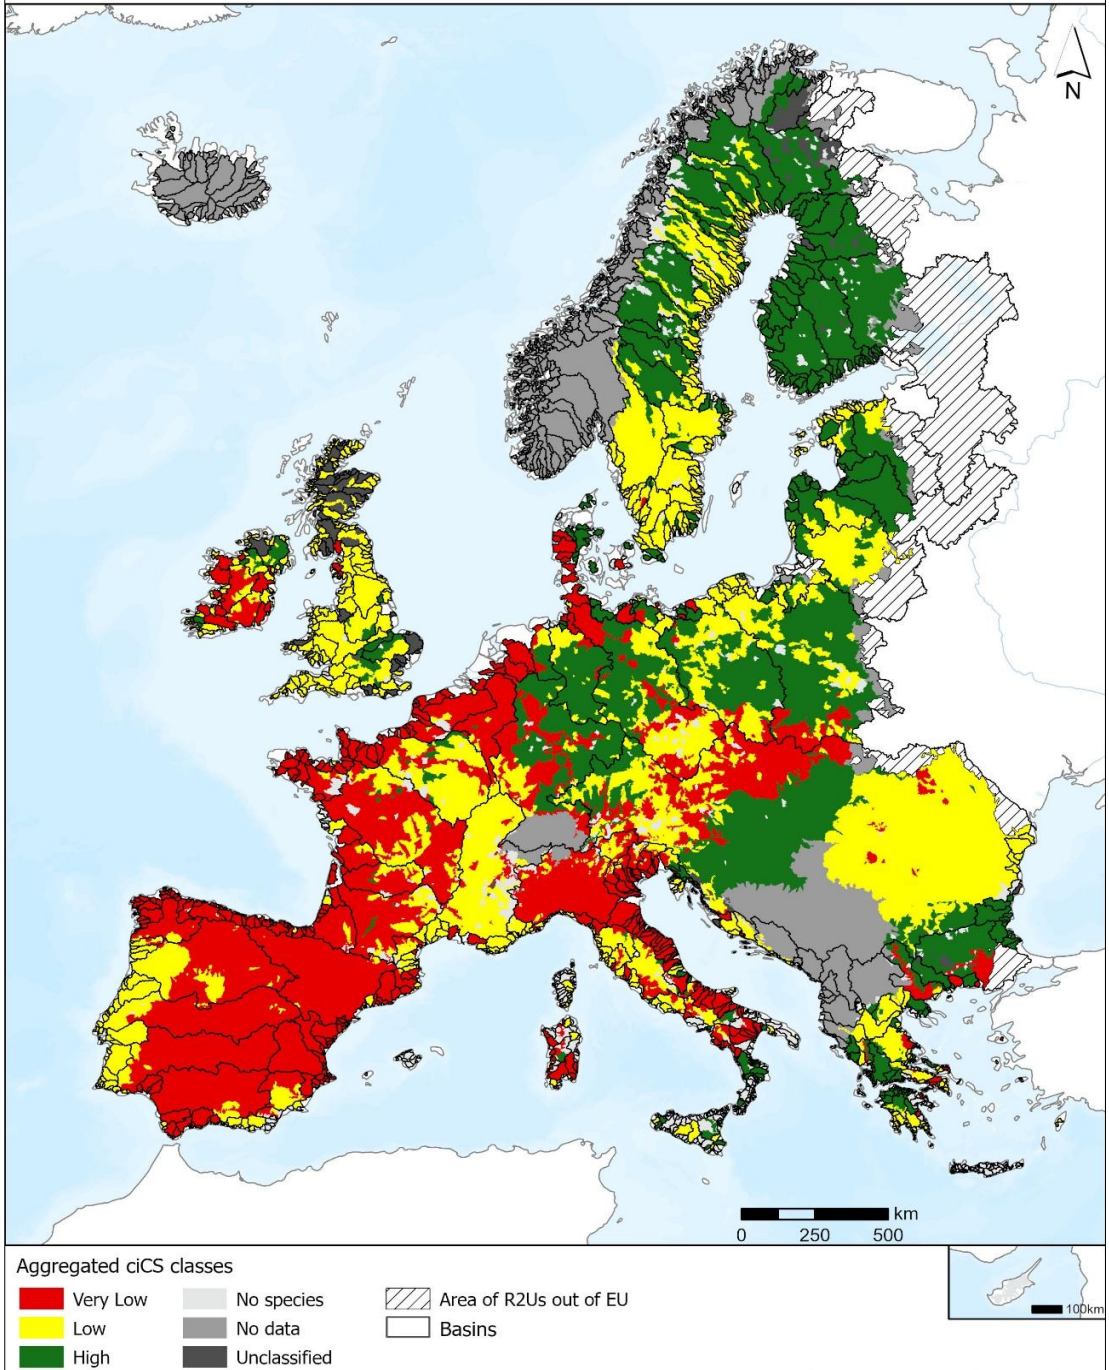 N
km
0 250 500
Aggregated ciCS classes
Very Low
Low
High
No species
No data
Unclassified
Area of R2Us out of EU
Basins
100km